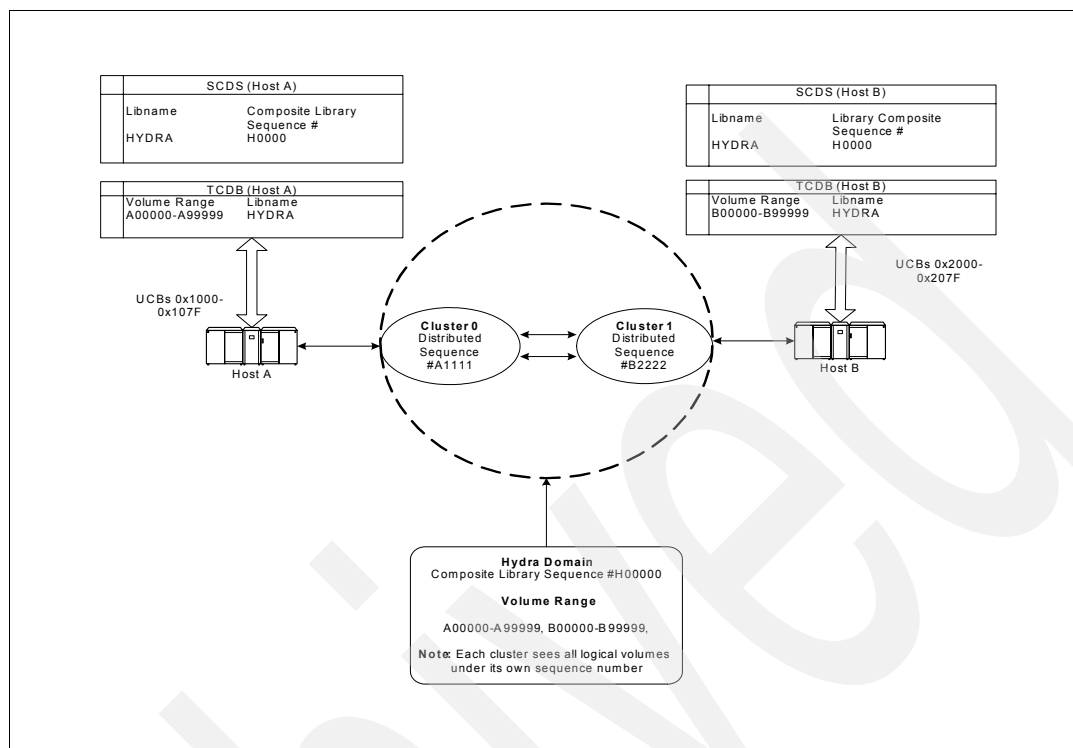 SCDS (Host A)
Libname Composite Library
Sequence #
HYDRA H0000
TCDB (Host A)
Volume Range Libname
A00000-A99999 HYDRA
UCBs 0x1000-
0x107F
Host A
SCDS (Host B)
Libname Library Composite
Sequence #
HYDRA H0000
TCDB (Host B)
Volume Range Libname
B00000-B99999 HYDRA
UCBs 0x2000-
0x207F
Host B
Cluster 0
Distributed
Sequence
#A1111
Cluster 1
Distributed
Sequence
#B2222
Hydra Domain
Composite Library Sequence #H00000
Volume Range
A00000-A99999, B00000-B99999,
Note: Each cluster sees all logical volumes
under its own sequence number